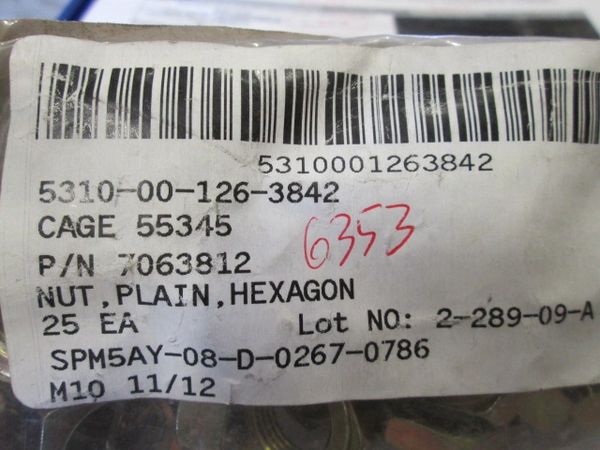 5310001263842
5310-00-126-3842
CAGE 55345
6353
P/N 7063812
NUT,PLAIN,HEXAGON
25 EA Lot NO: 2-289-09-A
SPM5AY-08-D-0267-0786
M10 11/12